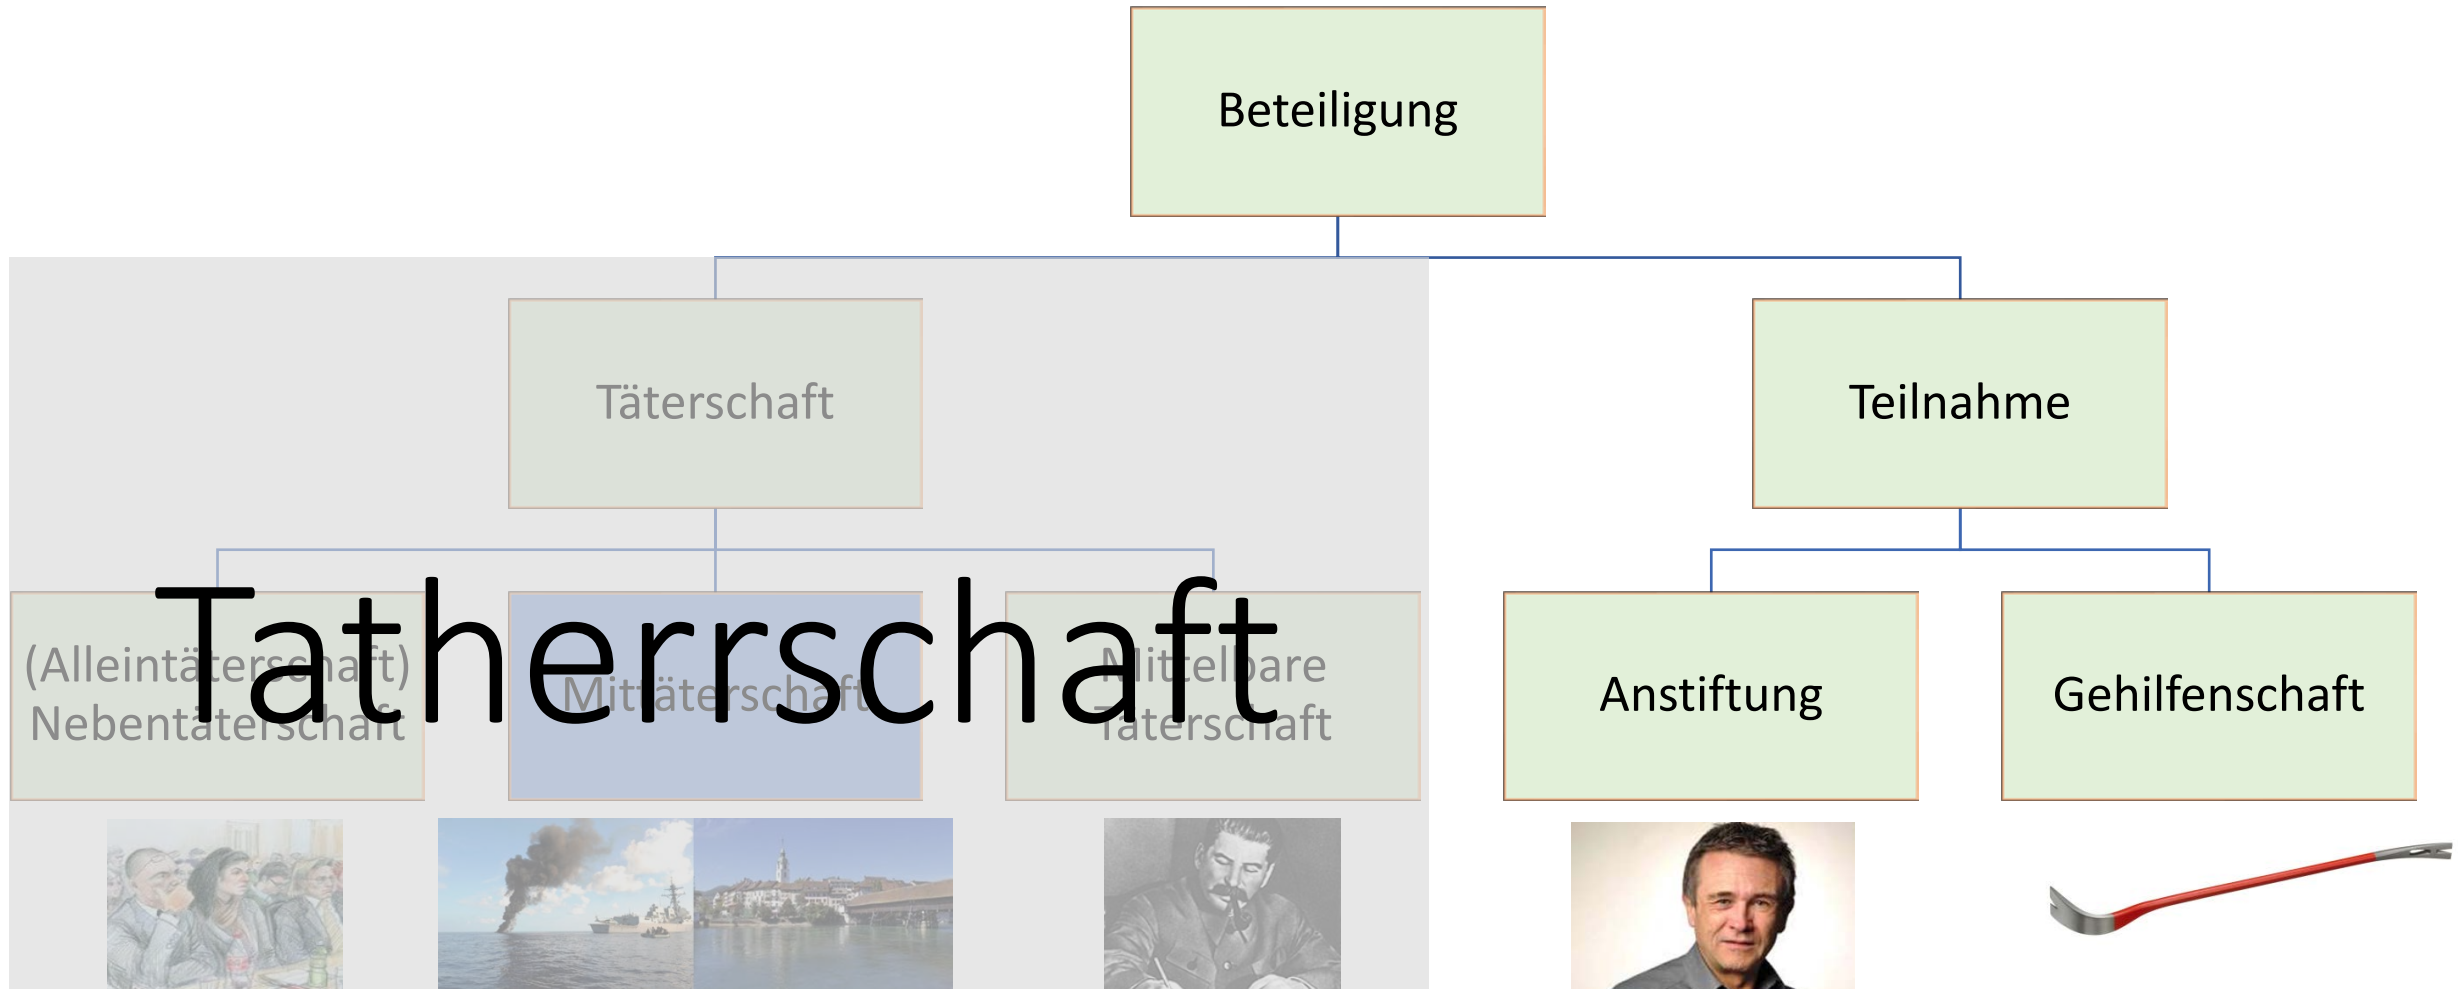 Beteiligung
Täterschaft
Teilnahme
Tatherrschaft
(Alleintäterschaft)
Nebentäterschaft
Mittäterschaft
Mittelbare
Täterschaft
Anstiftung
Gehilfenschaft